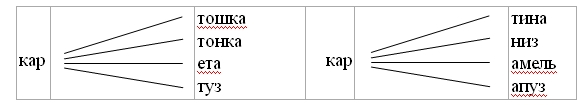 тошка
тонка
кар
ета
туз
тина
низ
кар
амель
апуз